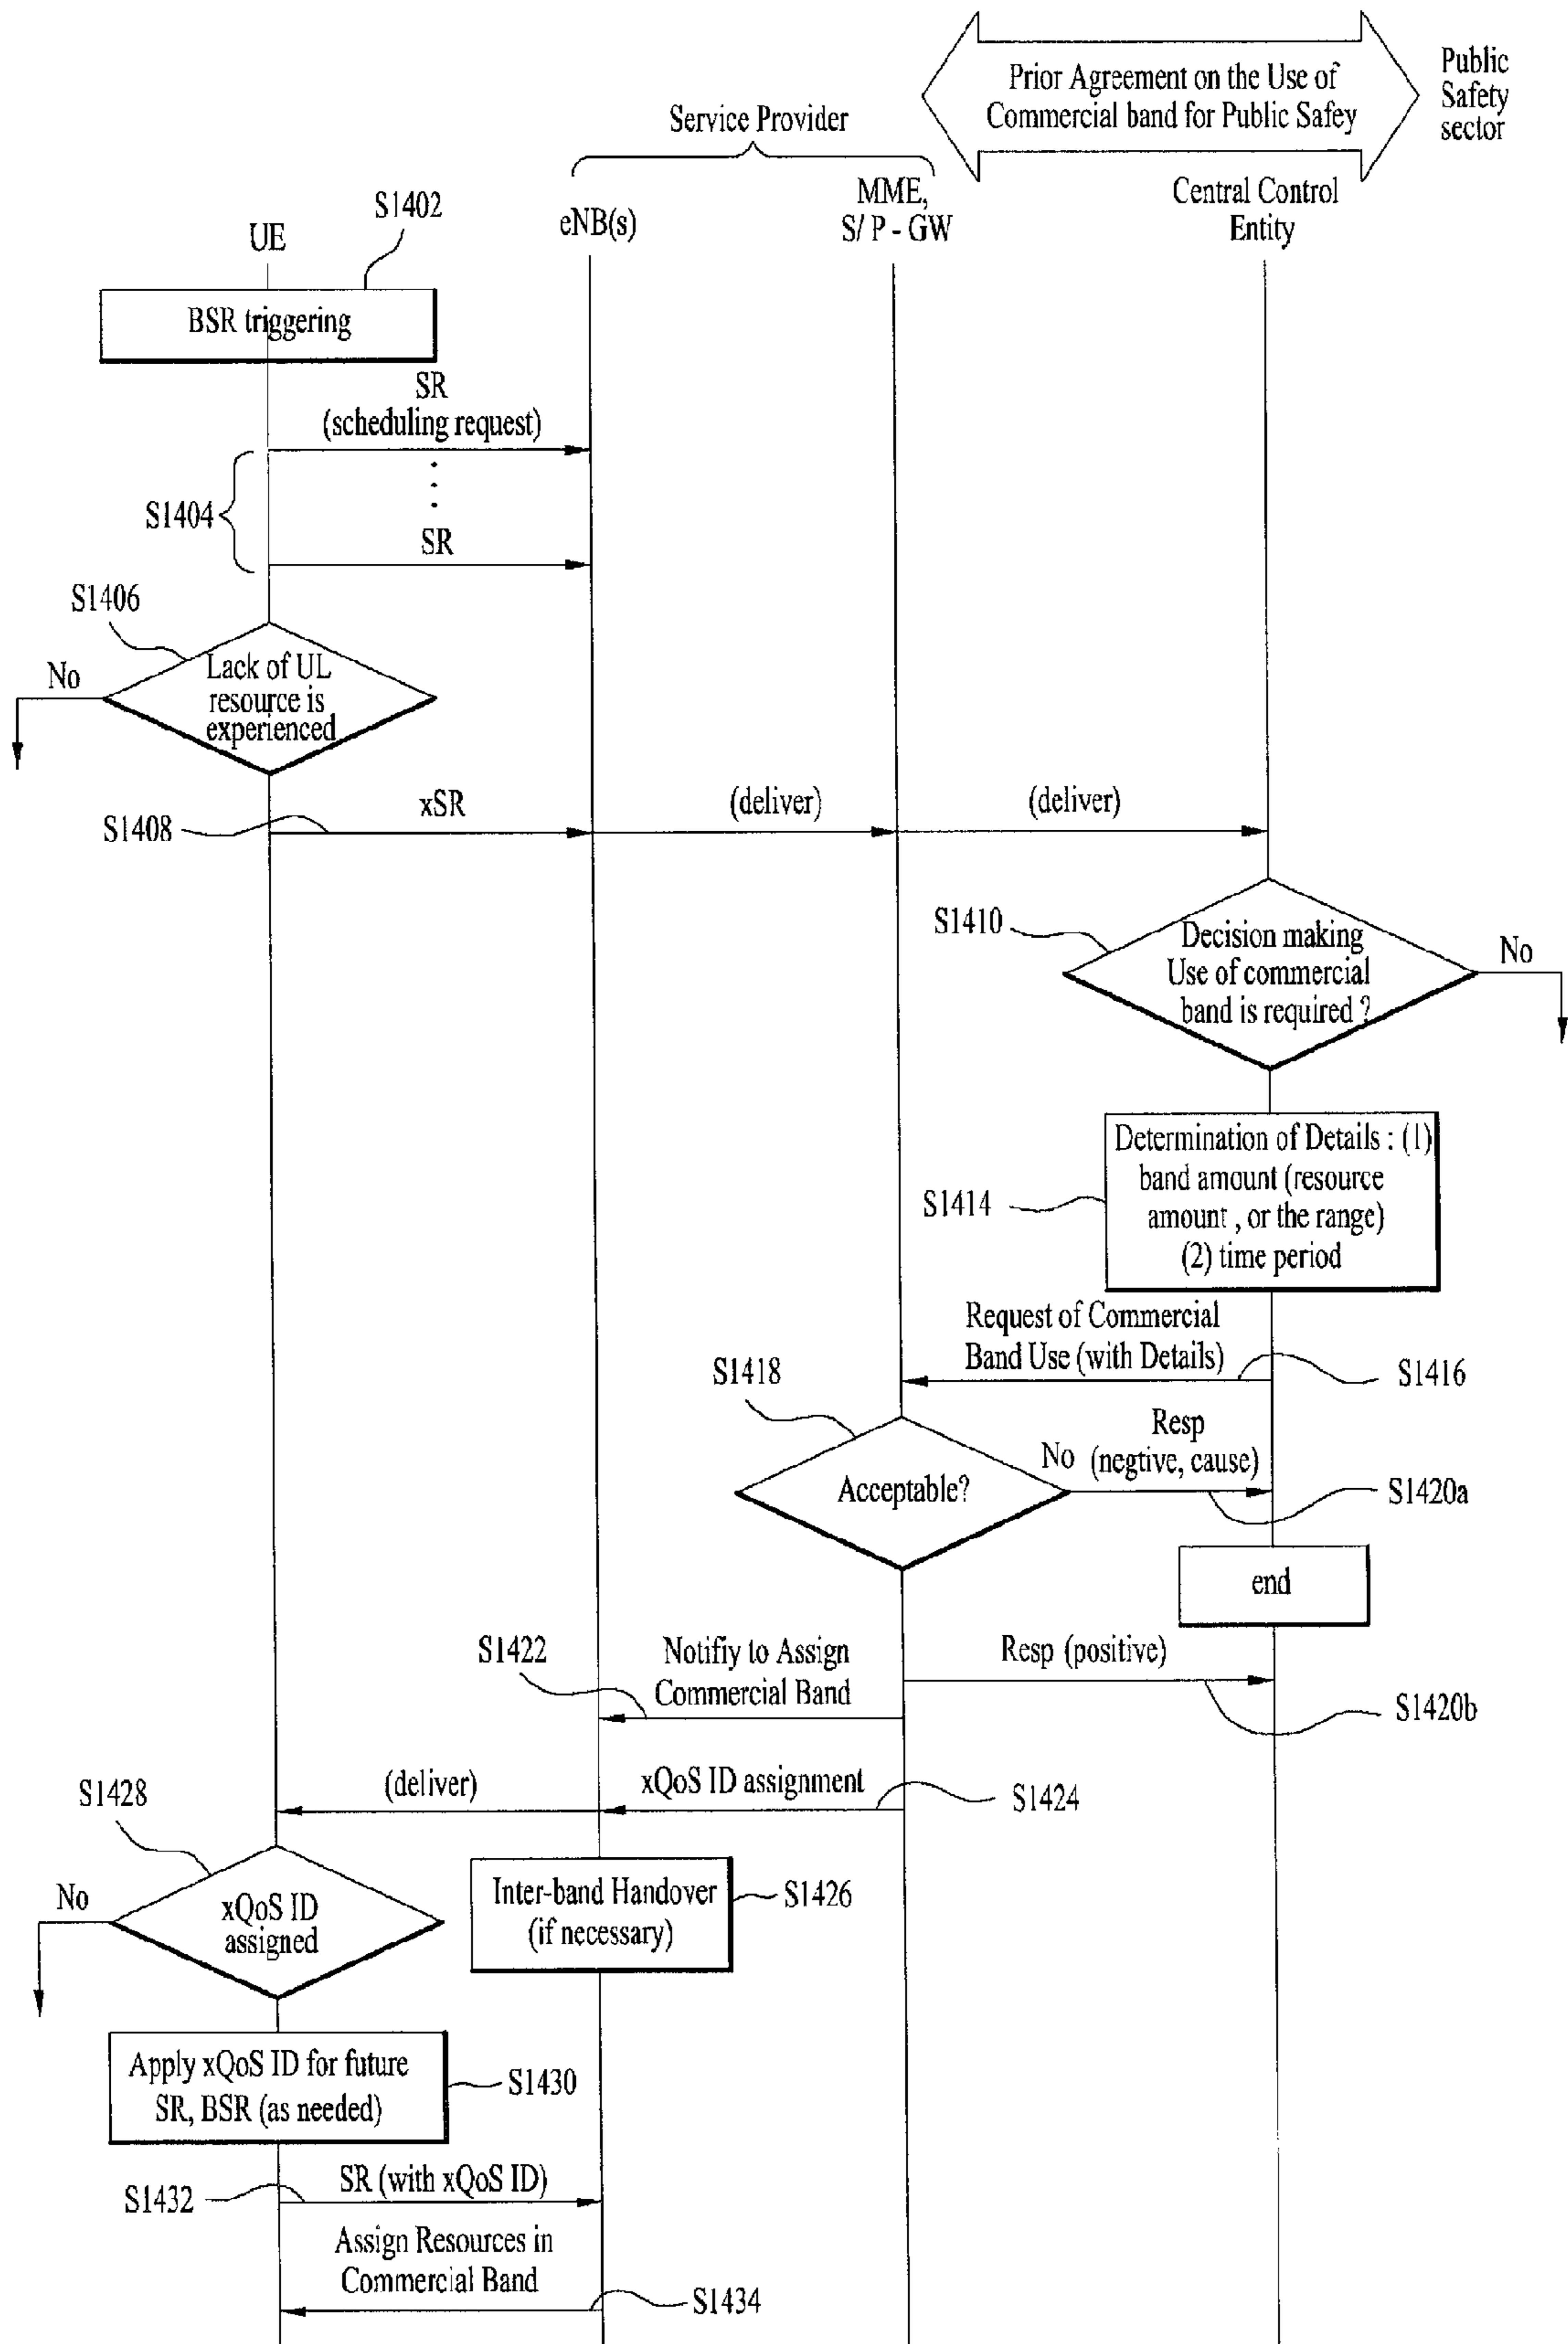 Prior Agreement on the Use of
Commercial band for Public Safey
Public
Safety
sector
Service Provider
UE
eNB(s)
MME,
S/ P - GW
Central Control
Entity
S1402
BSR triggering
SR
(scheduling request)
S1404
SR
S1406
No
Lack of UL
resource is
experienced
S1408
xSR
(deliver)
(deliver)
S1410
Decision making
Use of commercial
band is required ?
No
S1414
Determination of Details : (1)
band amount (resource
amount , or the range)
(2) time period
Request of Commercial
Band Use (with Details)
S1416
S1418
Acceptable?
No
Resp
(negtive, cause)
S1420a
end
S1422
Notifiy to Assign
Commercial Band
Resp (positive)
S1420b
S1428
(deliver)
xQoS ID assignment
S1424
No
xQoS ID
assigned
Inter-band Handover
(if necessary)
S1426
Apply xQoS ID for future
SR, BSR (as needed)
S1430
S1432
SR (with xQoS ID)
Assign Resources in
Commercial Band
S1434